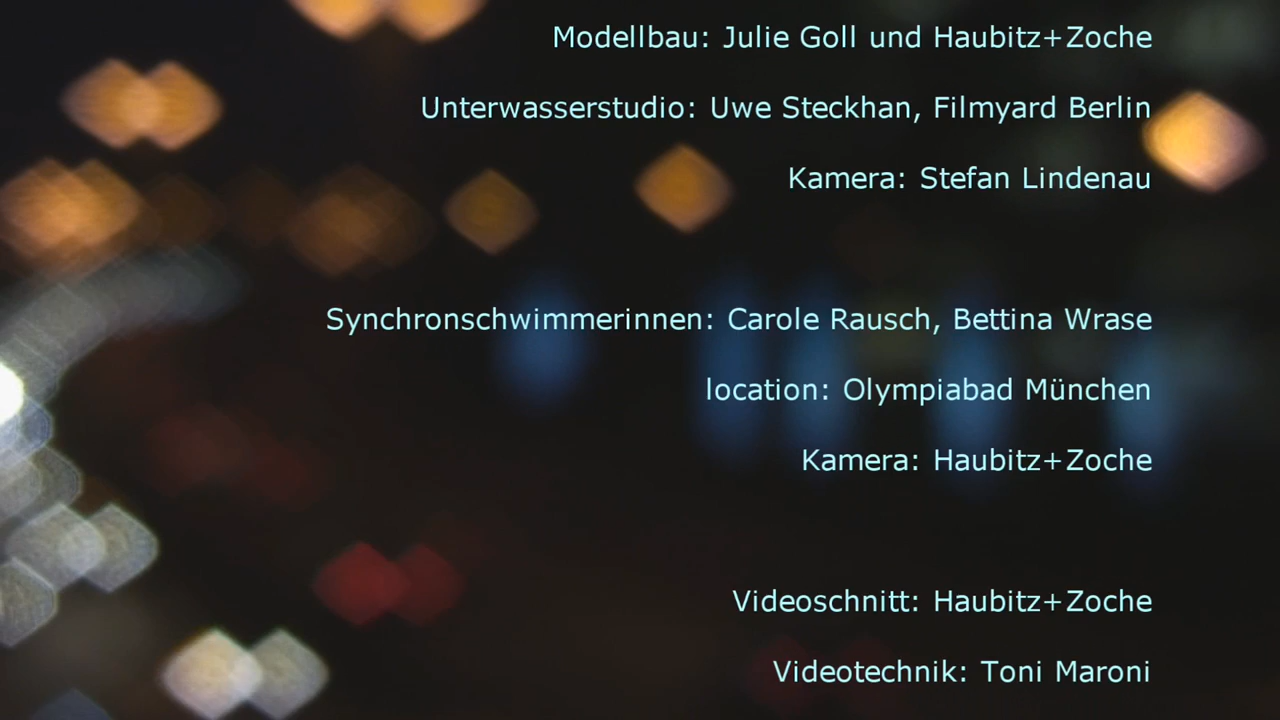 Modellbau: Julie Goll und Haubitz+Zoche
Unterwasserstudio: Uwe Steckhan, Filmyard Berlin
Kamera: Stefan Lindenau
Synchronschwimmerinnen: Carole Rausch, Bettina Wrase
location: Olympiabad München
Kamera: Haubitz+Zoche
Videoschnitt: Haubitz+Zoche
Videotechnik: Toni Maroni